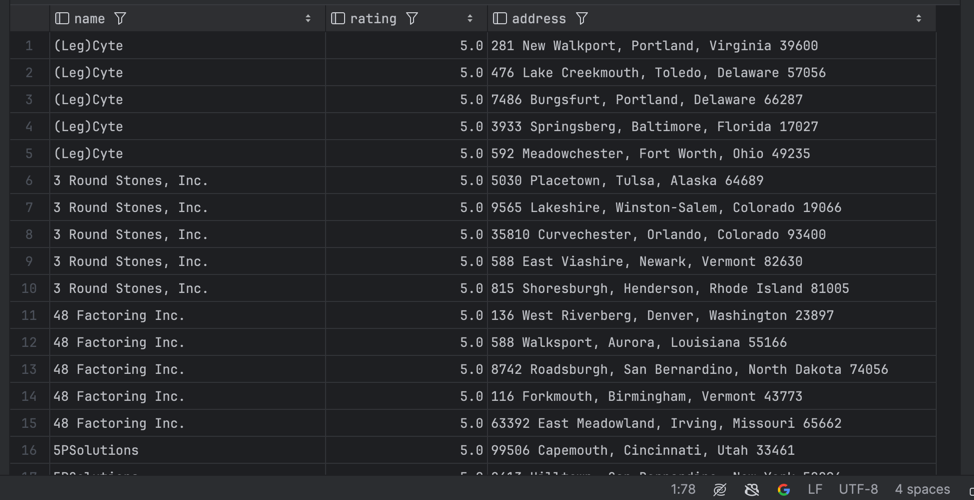 name rating address
1 (Leg)Cyte 5.0 281 New Walkport, Portland, Virginia 39600
2 (Leg)Cyte 5.0 476 Lake Creekmouth, Toledo, Delaware 57056
3 (Leg)Cyte 5.0 7486 Burgsfurt, Portland, Delaware 66287
4 (Leg)Cyte 5.0 3933 Springsberg, Baltimore, Florida 17027
5 (Leg)Cyte 5.0 592 Meadowchester, Fort Worth, Ohio 49235
6 3 Round Stones, Inc. 5.0 5030 Placetown, Tulsa, Alaska 64689
7 3 Round Stones, Inc. 5.0 9565 Lakeshire, Winston-Salem, Colorado 19066
8 3 Round Stones, Inc. 5.0 35810 Curvechester, Orlando, Colorado 93400
9 3 Round Stones, Inc. 5.0 588 East Viashire, Newark, Vermont 82630
10 3 Round Stones, Inc. 5.0 815 Shoresburgh, Henderson, Rhode Island 81005
11 48 Factoring Inc. 5.0 136 West Riverberg, Denver, Washington 23897
12 48 Factoring Inc. 5.0 588 Walksport, Aurora, Louisiana 55166
13 48 Factoring Inc. 5.0 8742 Roadsburgh, San Bernardino, North Dakota 74056
14 48 Factoring Inc. 5.0 116 Forkmouth, Birmingham, Vermont 43773
15 48 Factoring Inc. 5.0 63392 East Meadowland, Irving, Missouri 65662
16 5PSolutions 5.0 99506 Capemouth, Cincinnati, Utah 33461
1:78 LF UTF-8 4 spaces